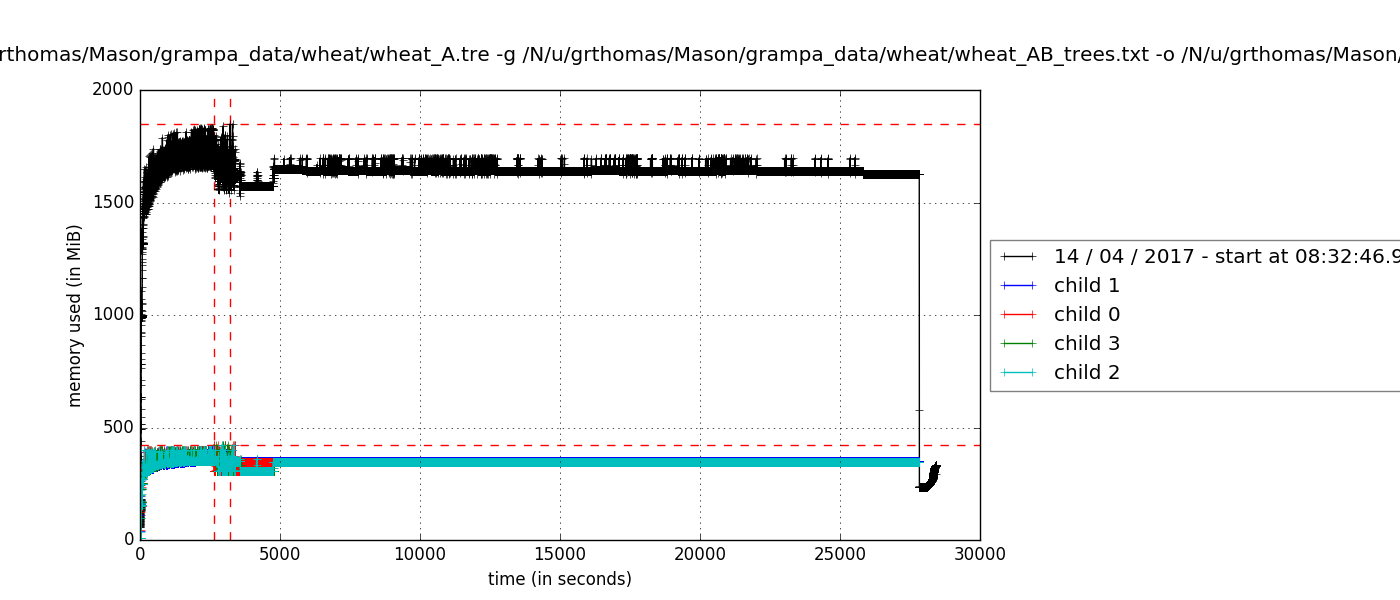 rthomas/Mason/grampa_data/wheat/wheat_A.tre -g /N/u/grthomas/Mason/grampa_data/wheat/wheat_AB_trees.txt -o /N/u/grthomas/Mason/
2000
1500
1000
500
0
memory used (in MiB)
0 5000 10000 15000 20000 25000 30000
time (in seconds)
14 / 04 / 2017 - start at 08:32:46.9
child 1
child 0
child 3
child 2